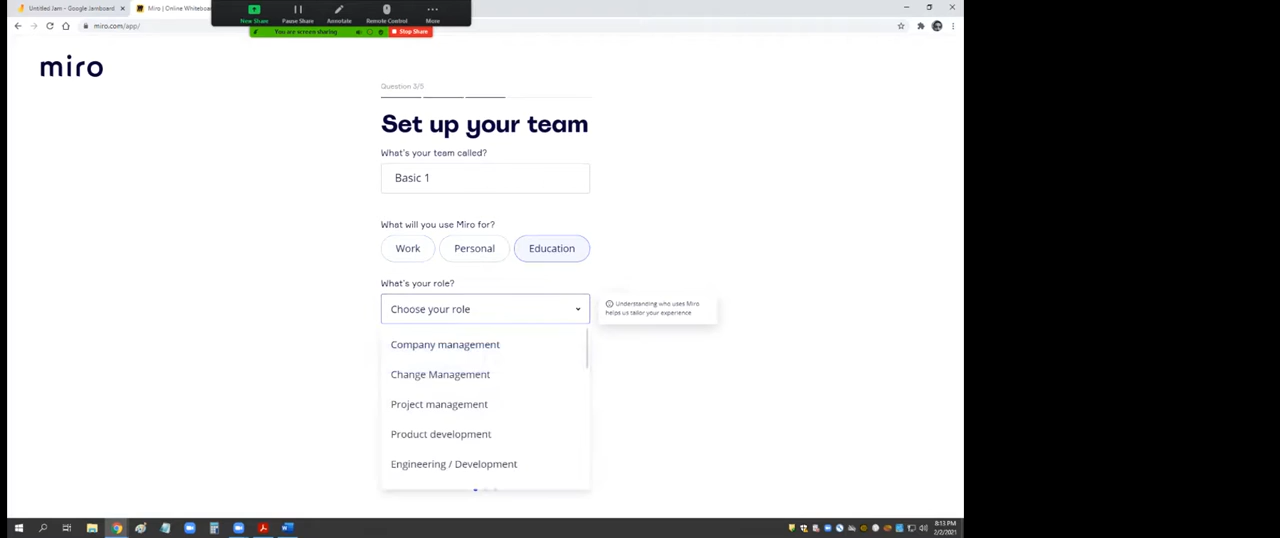 Untitled Jam - Google Jamboard
Miro | Online Whiteboa
New Share
Pause Share
Annotate
Remote Control
More
You are screen sharing
Stop Share
miro.com/app/
miro
Question 3/5
Set up your team
What's your team called?
Basic 1
What will you use Miro for?
Work
Personal
Education
What's your role?
Choose your role
Understanding who uses Miro
helps us tailor your experience
Company management
Change Management
Project management
Product development
Engineering / Development
8:13 PM
2/2/2021